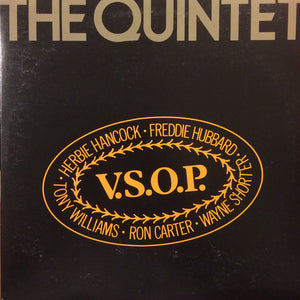 THE QUINTET
HERBIE HANCOCK · FREDDIE HUBBARD ·
V.S.O.P.
· TONY WILLIAMS · RON CARTER · WAYNE SHORTER